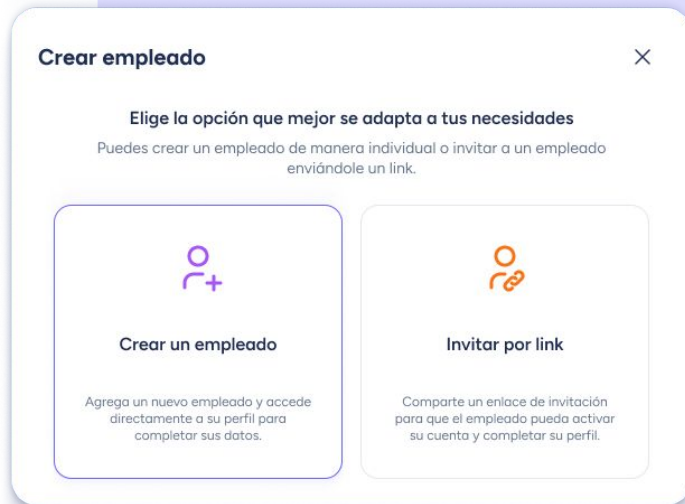 Crear empleado
Elige la opción que mejor se adapta a tus necesidades
Puedes crear un empleado de manera individual o invitar a un empleado
enviándole un link.
Crear un empleado
Agrega un nuevo empleado y accede
directamente a su perfil para
completar sus datos.
Invitar por link
Comparte un enlace de invitación
para que el empleado pueda activar
su cuenta y completar su perfil.